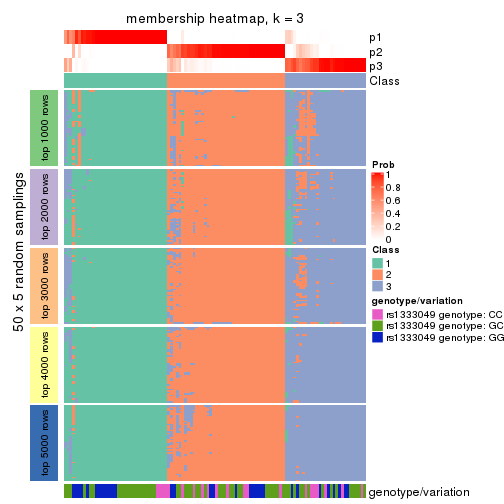 membership heatmap, k = 3
p1
p2
p3
Class
50 x 5 random samplings
top 1000 rows
top 2000 rows
top 3000 rows
top 4000 rows
top 5000 rows
Prob
1
0.8
0.6
0.4
0.2
0
Class
1
2
3
genotype/variation
rs1333049 genotype: CC
rs1333049 genotype: GC
rs1333049 genotype: GG
genotype/variation